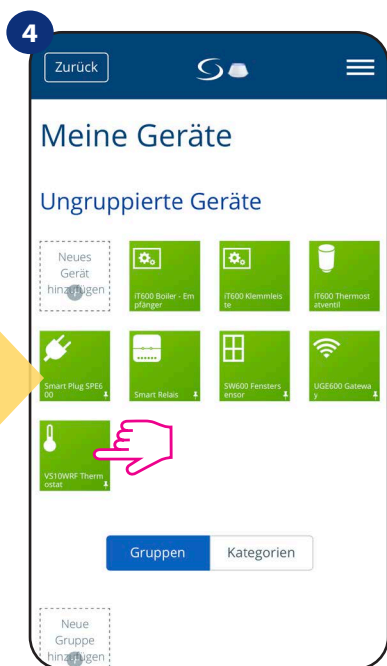 4
Zurück
Meine Geräte
Ungruppierte Geräte
Neues
Gerät
hinzufügen
iT600 Boiler - Em
pfänger
iT600 Klemmleis
te
IT600 Thermost
atventil
Smart Plug SPE6
00
Smart Relais
SW600 Fensters
ensor
UGE600 Gatewa
y
VS10WRF Therm
ostat
Gruppen
Kategorien
Neue
Gruppe
hinzufügen